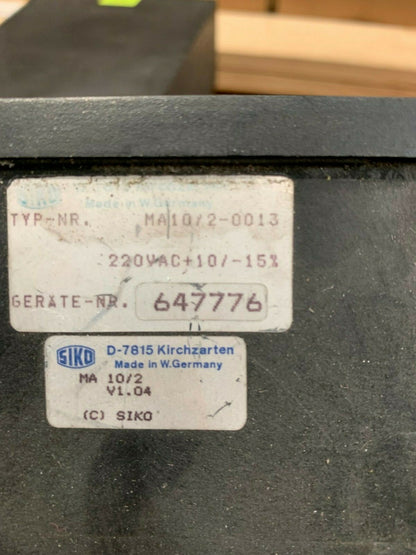 SIKO
Made in W.Germany
TYP-NR. MA10/2-0013
220VAC+10/-15%
GERÄTE-NR. 647776
SIKO D-7815 Kirchzarten
Made in W.Germany
MA 10/2
V1.04
(C) SIKO